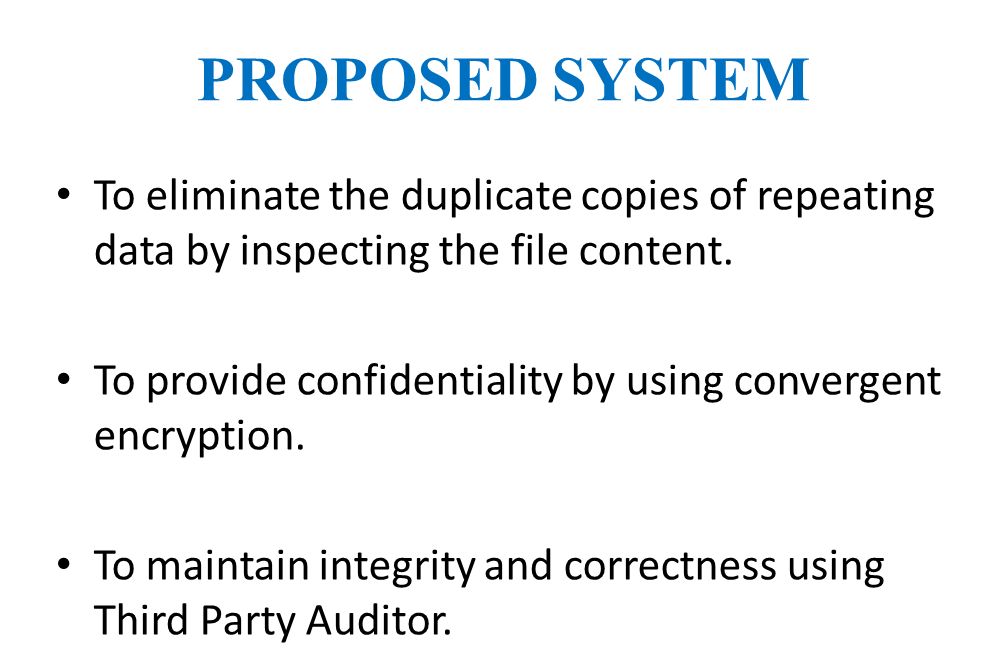 PROPOSED SYSTEM
• To eliminate the duplicate copies of repeating
data by inspecting the file content.
• To provide confidentiality by using convergent
encryption.
• To maintain integrity and correctness using
Third Party Auditor.